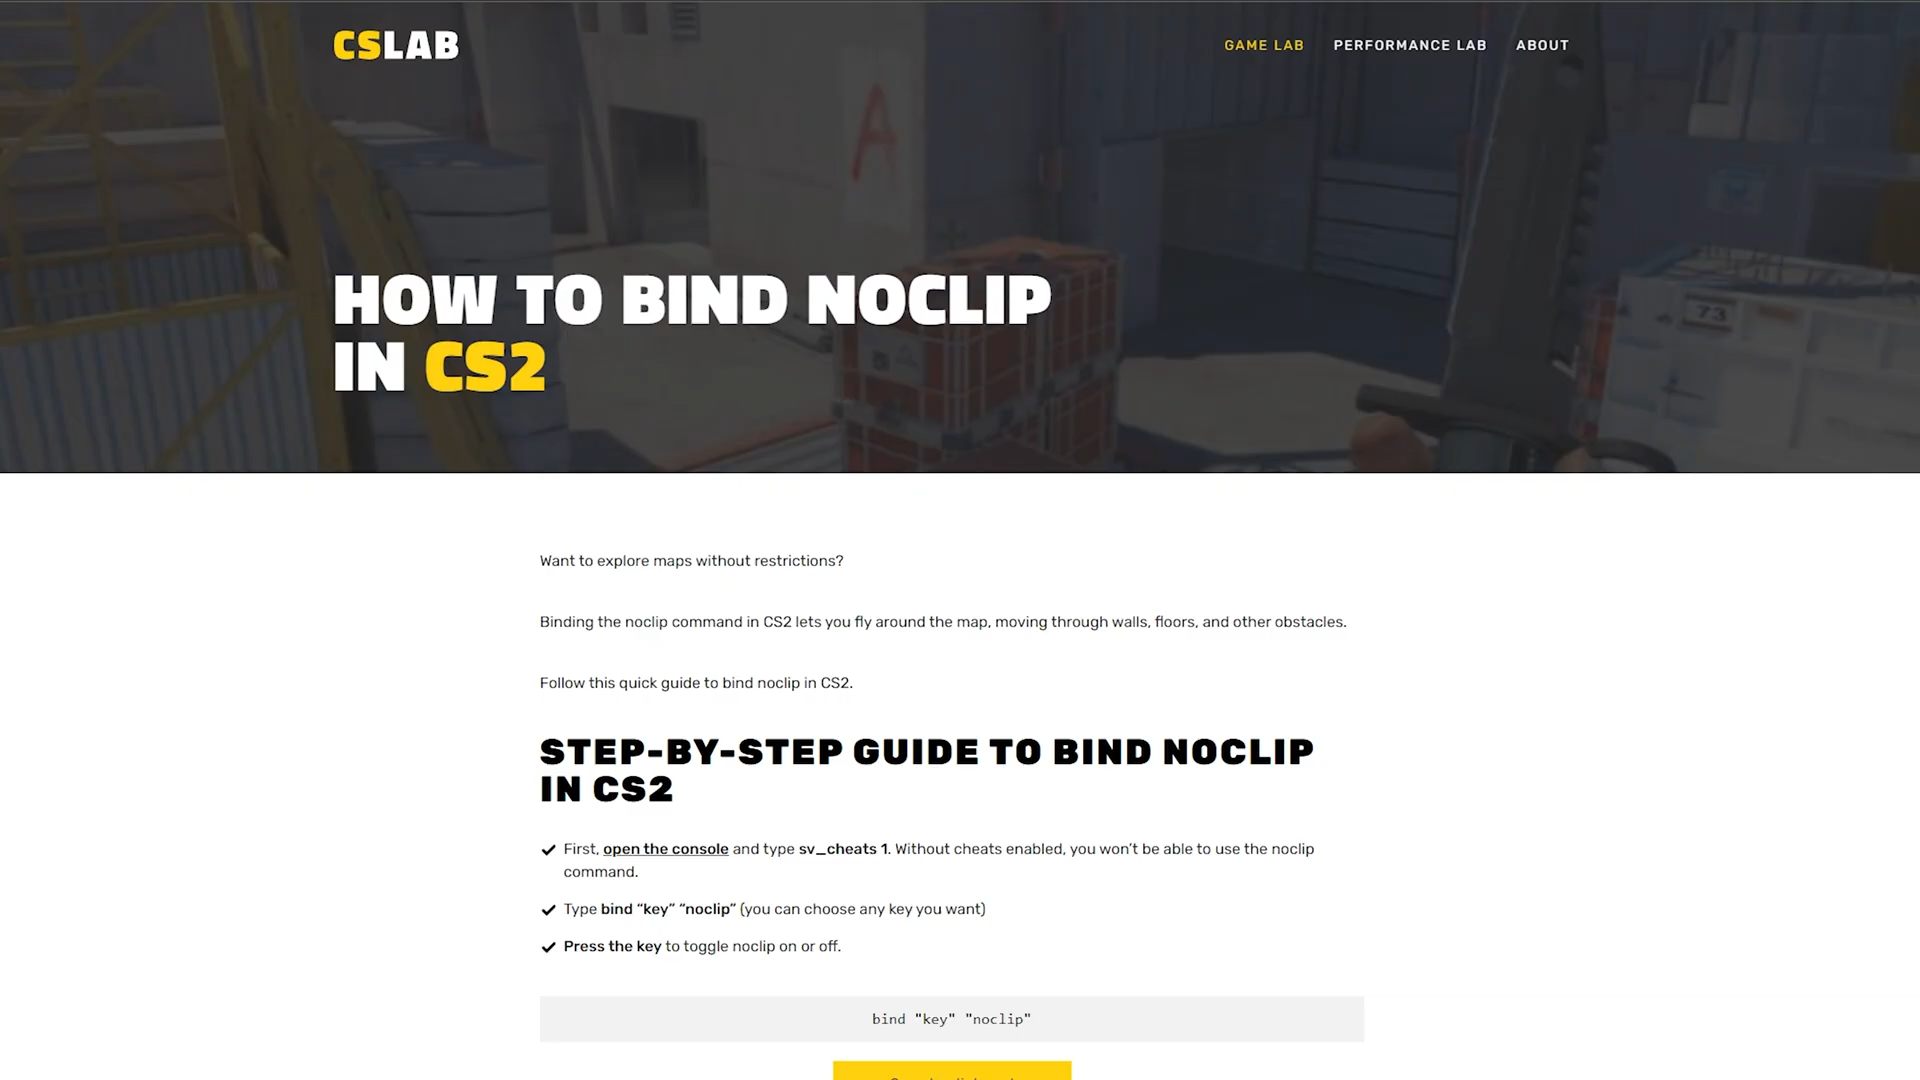 CSLAB
GAME LAB PERFORMANCE LAB ABOUT
A
73
HOW TO BIND NOCLIP
IN CS2
Want to explore maps without restrictions?
Binding the noclip command in CS2 lets you fly around the map, moving through walls, floors, and other obstacles.
Follow this quick guide to bind noclip in CS2.
STEP-BY-STEP GUIDE TO BIND NOCLIP
IN CS2
First, open the console and type sv_cheats 1. Without cheats enabled, you won’t be able to use the noclip
command.
Type bind “key” “noclip” (you can choose any key you want)
Press the key to toggle noclip on or off.
bind "key" "noclip"